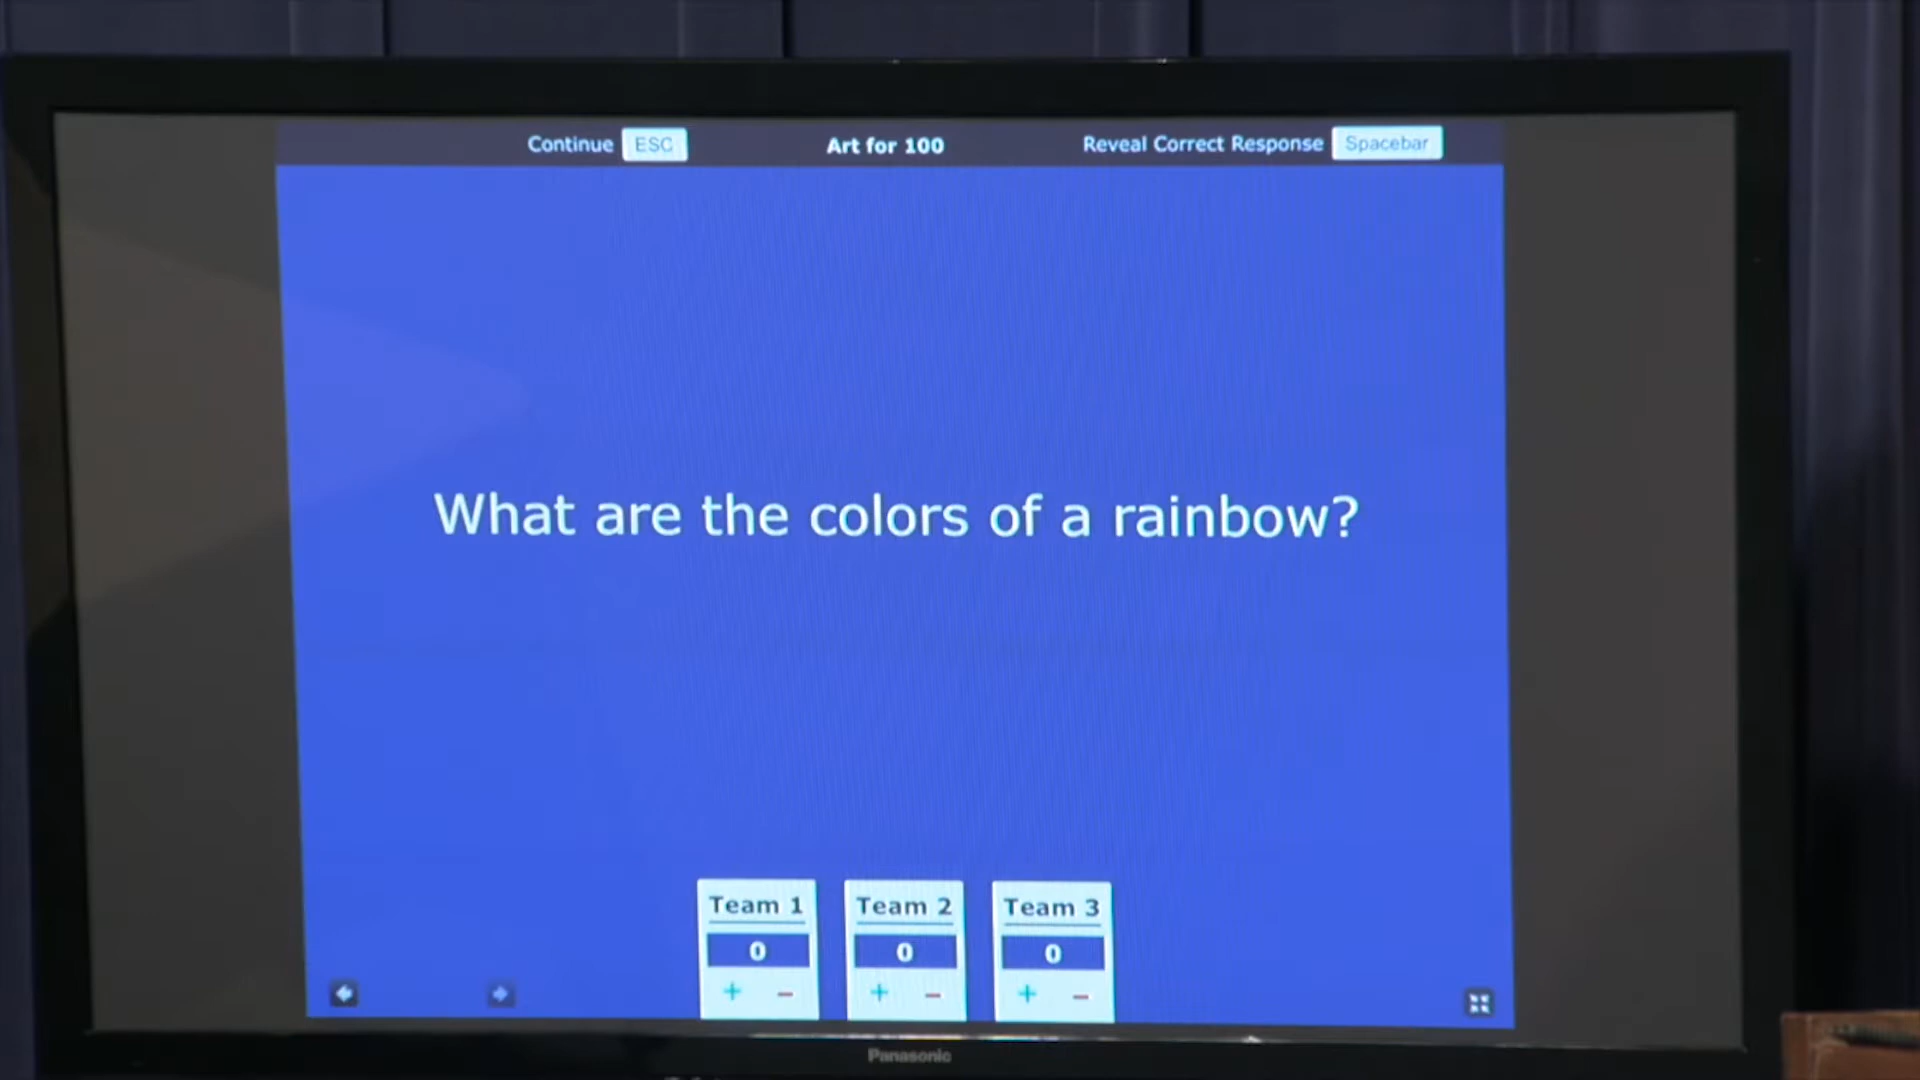 Continue ESC Art for 100 Reveal Correct Response Spacebar
What are the colors of a rainbow?
Team 1 Team 2 Team 3
0 0 0
+ − + − + −
Panasonic